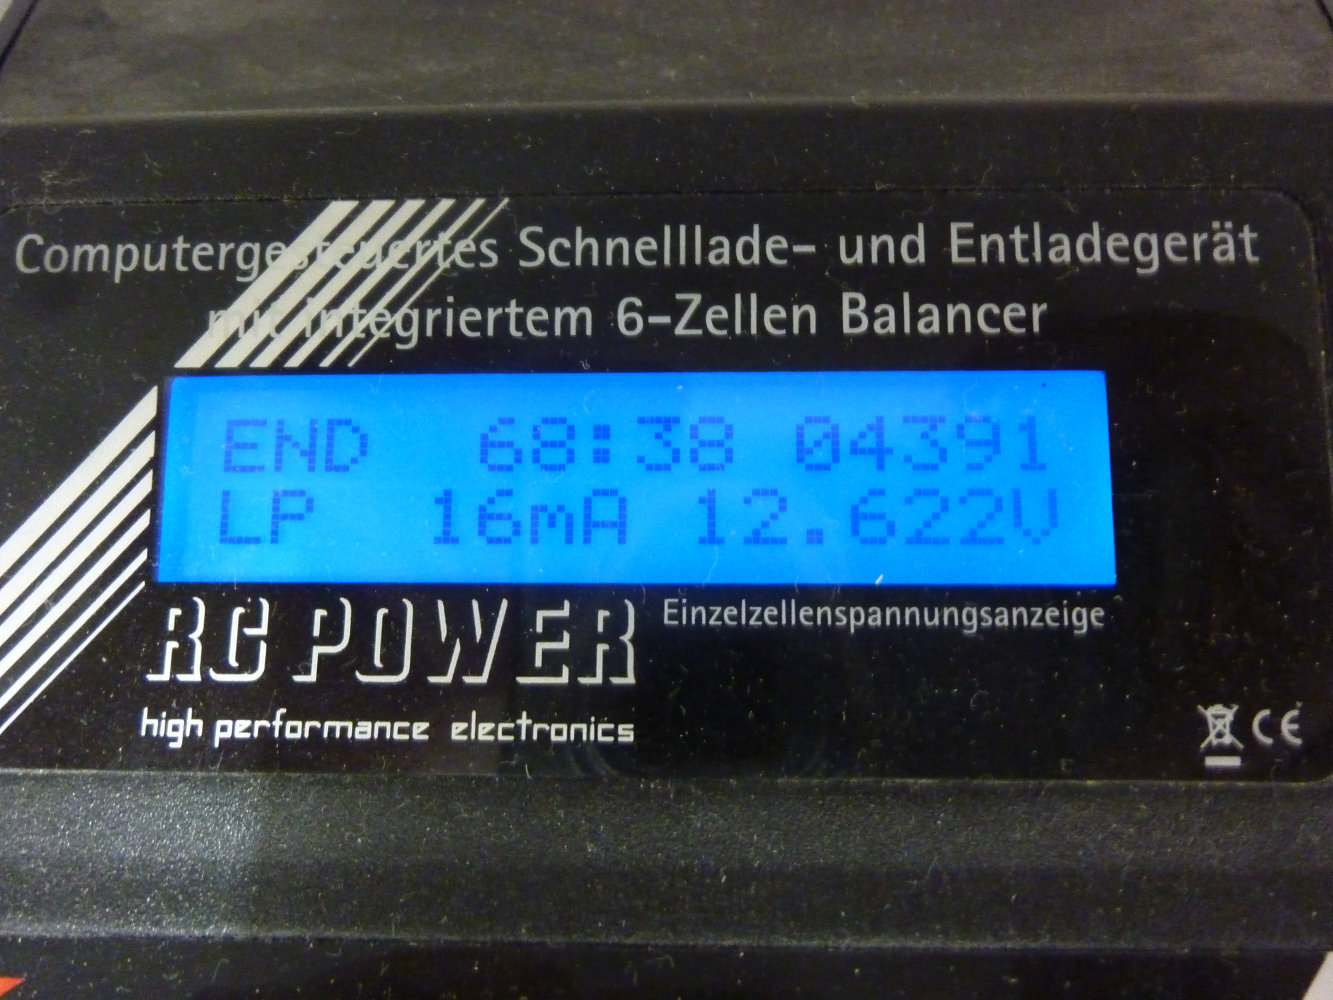 Computergesteuertes Schnelllade- und Entladegerät
mit integriertem 6-Zellen Balancer
END 68:38 04391
LP 16mA 12.622V
RC POWER
Einzelzellenspannungsanzeige
high performance electronics
CE